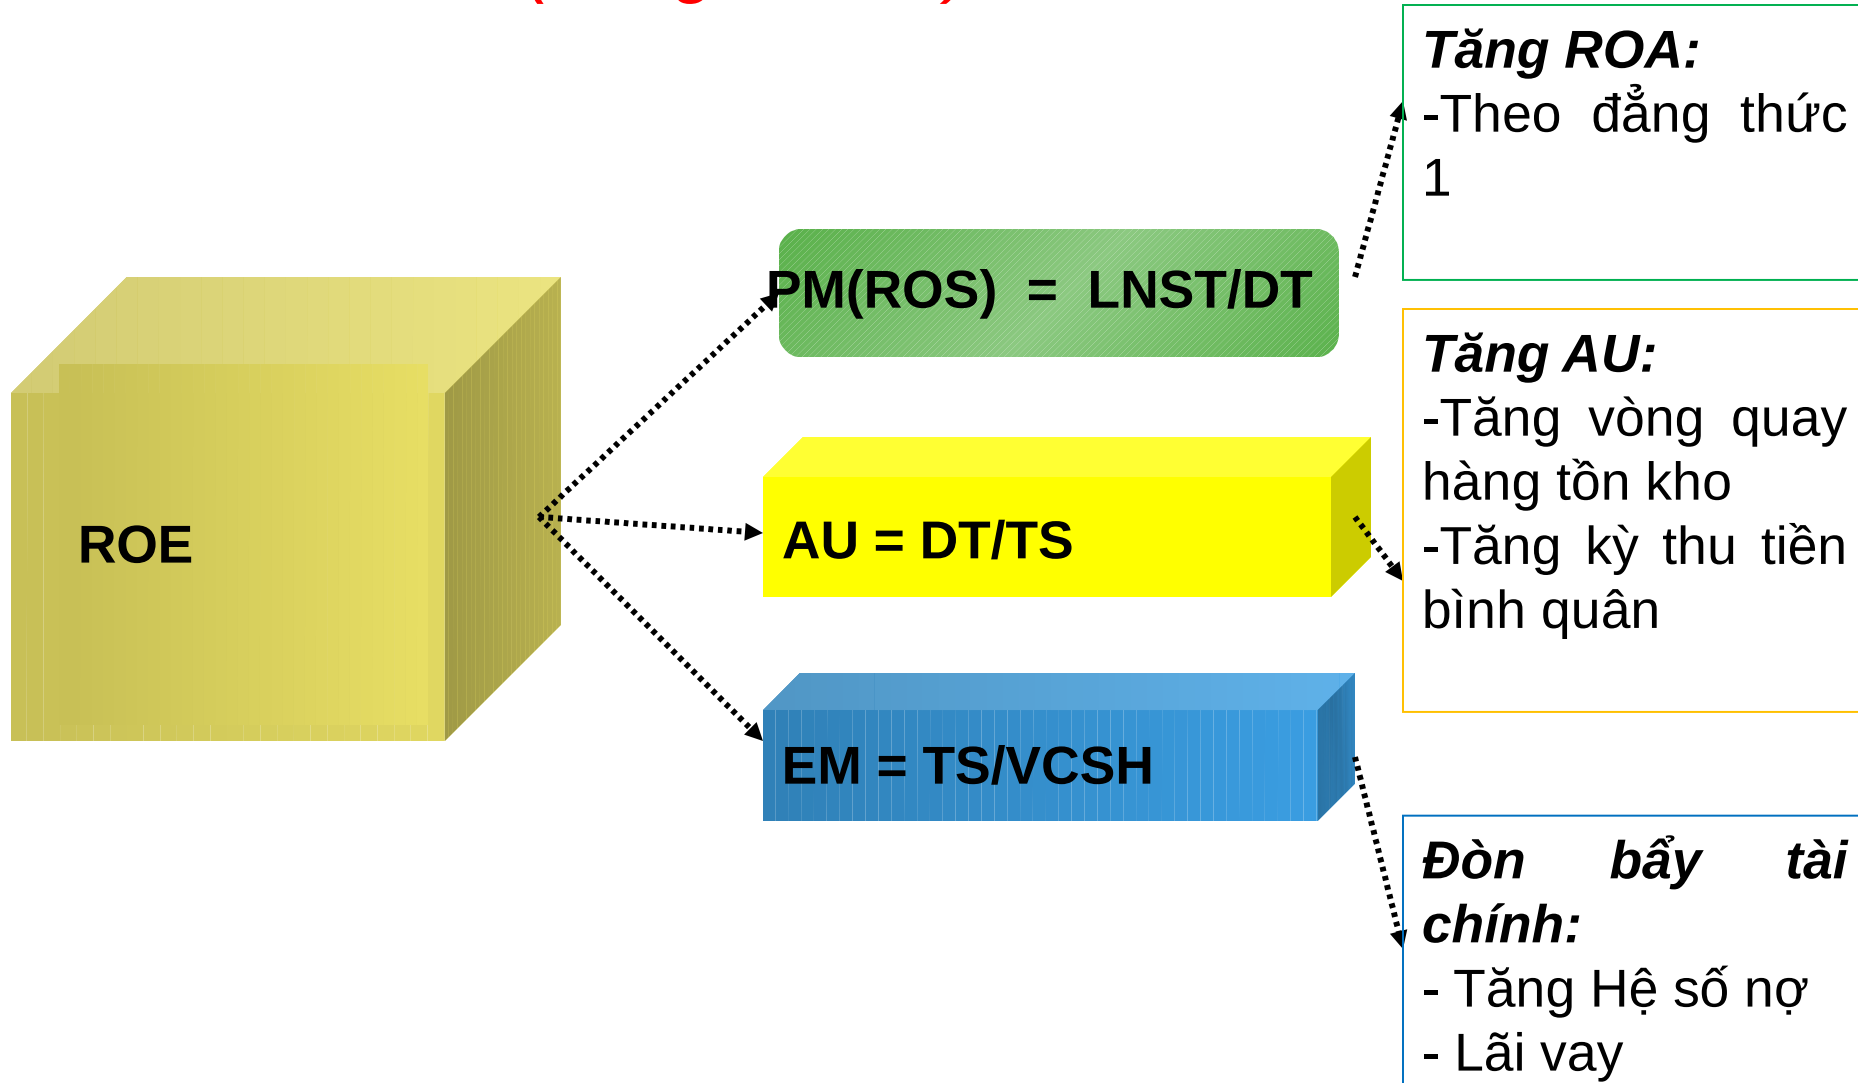 ROE
PM(ROS) = LNST/DT
AU = DT/TS
EM = TS/VCSH
Tăng ROA:
-Theo đẳng thức
1
Tăng AU:
-Tăng vòng quay
hàng tồn kho
-Tăng kỳ thu tiền
bình quân
Đòn bẩy tài
chính:
- Tăng Hệ số nợ
- Lãi vay